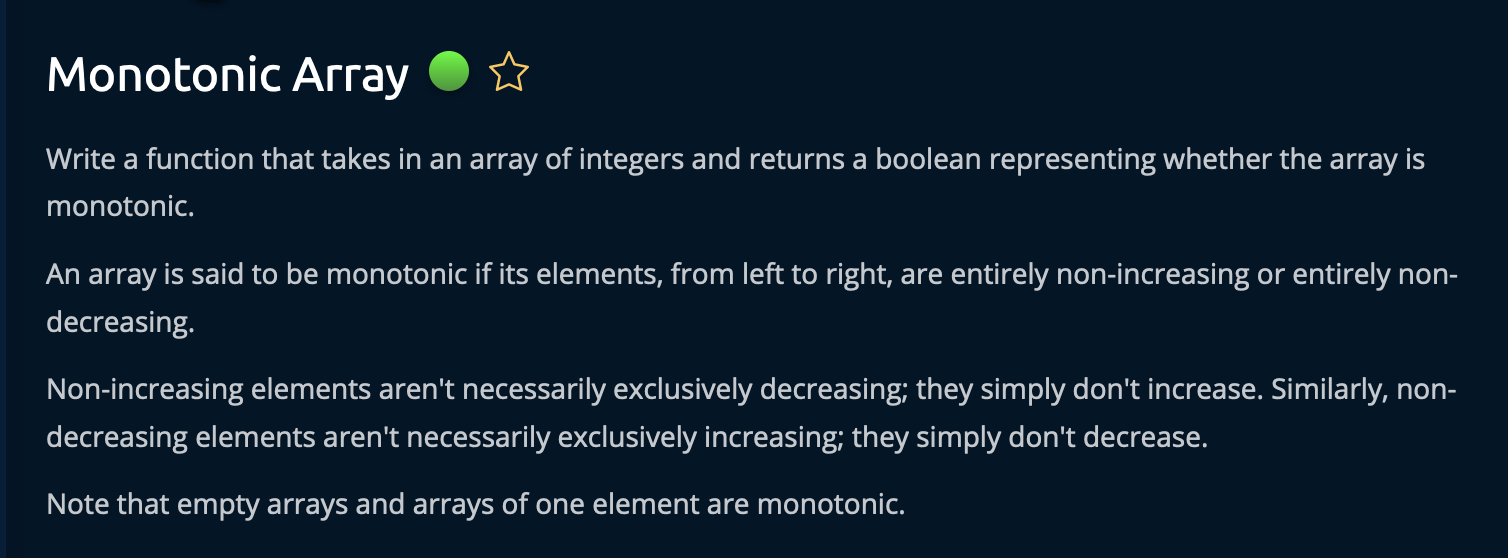 Monotonic Array
Write a function that takes in an array of integers and returns a boolean representing whether the array is
monotonic.
An array is said to be monotonic if its elements, from left to right, are entirely non-increasing or entirely non-
decreasing.
Non-increasing elements aren't necessarily exclusively decreasing; they simply don't increase. Similarly, non-
decreasing elements aren't necessarily exclusively increasing; they simply don't decrease.
Note that empty arrays and arrays of one element are monotonic.